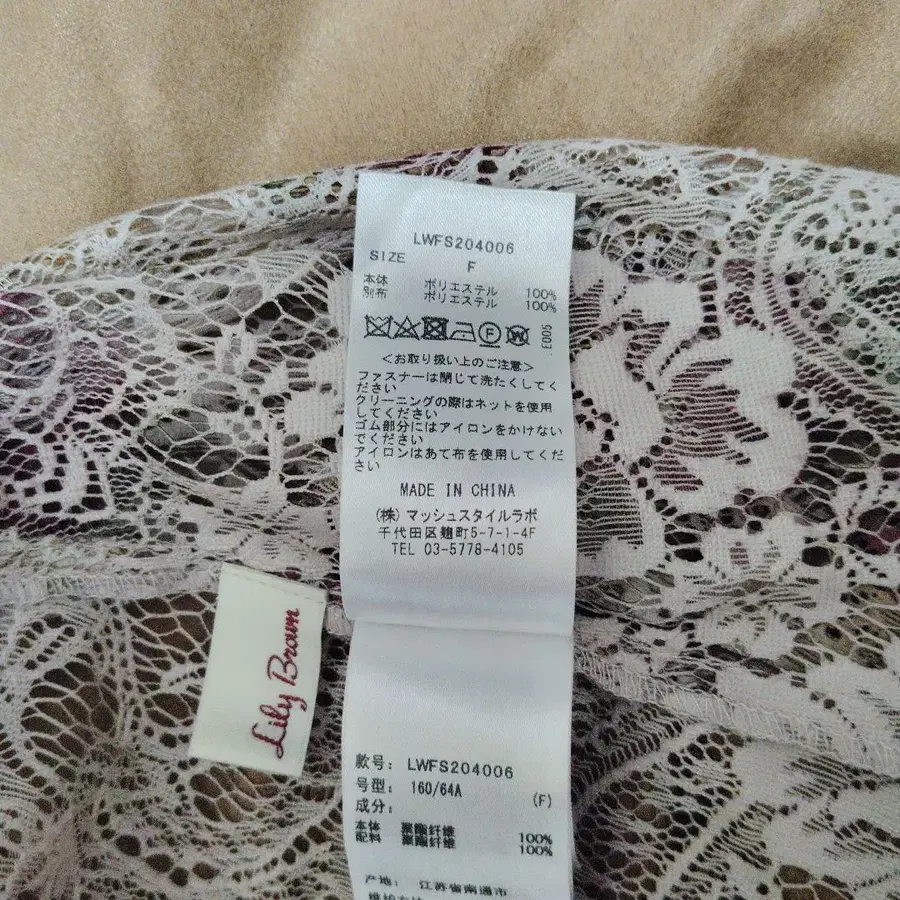 LWFS204006
SIZE F
本体 ポリエステル 100%
別布 ポリエステル 100%
F W
<お取り扱い上のご注意>
ファスナーは閉じて洗たくしてく
ださい
クリーニングの際はネットを使用
してください
ゴム部分にはアイロンをかけない
でください
アイロンはあて布を使用してくだ
さい
MADE IN CHINA
(株)マッシュスタイルラボ
千代田区麹町5-7-1-4F
TEL 03-5778-4105
Lily Brown
款号: LWFS204006
号型: 160/64A (F)
成分:
本体 聚酯纤维 100%
配料 聚酯纤维 100%
产地: 江苏省南通市